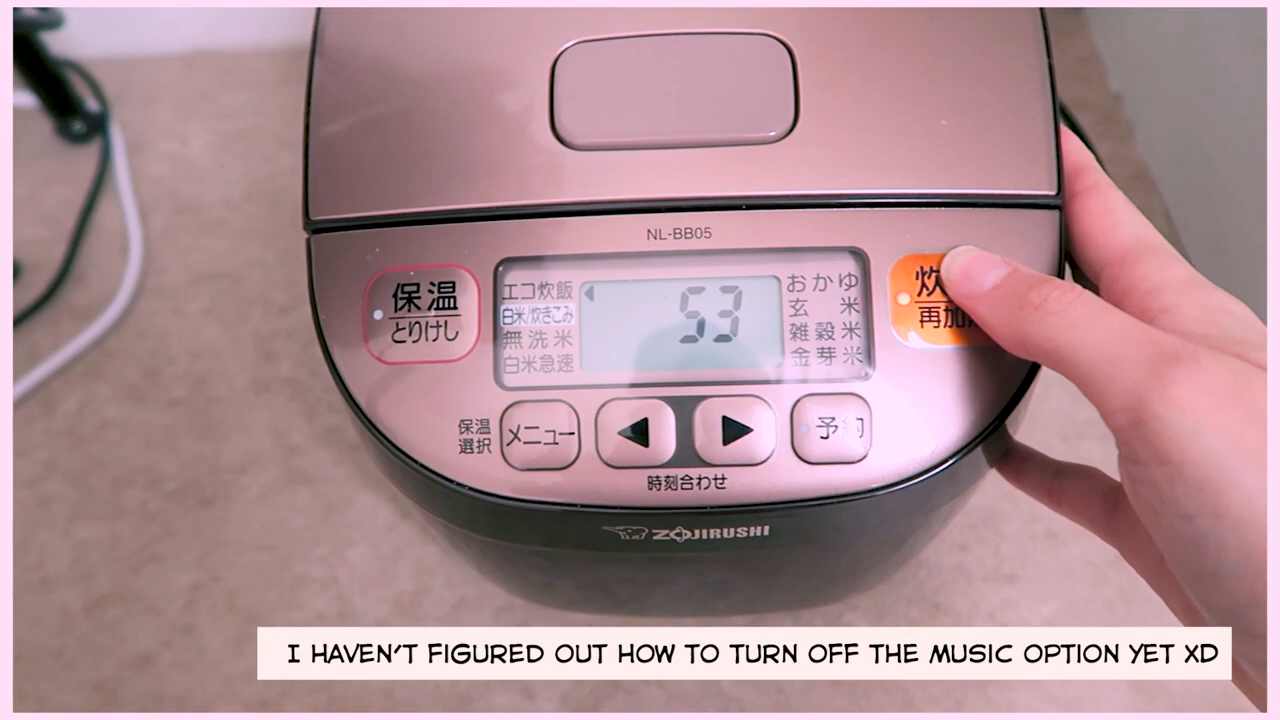 NL-BB05
保温
とりけし
エコ炊飯
白米/炊きこみ
無洗米
白米急速
53
おかゆ
玄米
雑穀米
金芽米
炊
再加
保温
選択
メニュー
予約
時刻合わせ
ZOJIRUSHI
I HAVEN'T FIGURED OUT HOW TO TURN OFF THE MUSIC OPTION YET XD